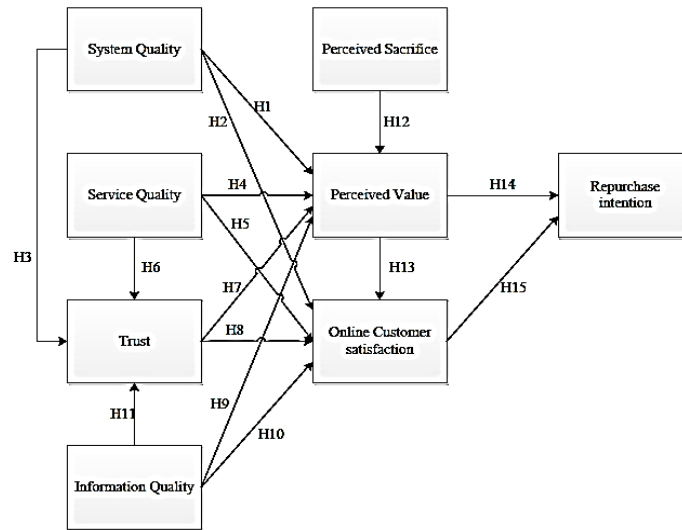 System Quality
Perceived Sacrifice
H1
H2
H12
Service Quality
H4
Perceived Value
H14
Repurchase
intention
H5
H3
H6
H7
H13
H15
Trust
H8
Online Customer
satisfaction
H9
H11
H10
Information Quality